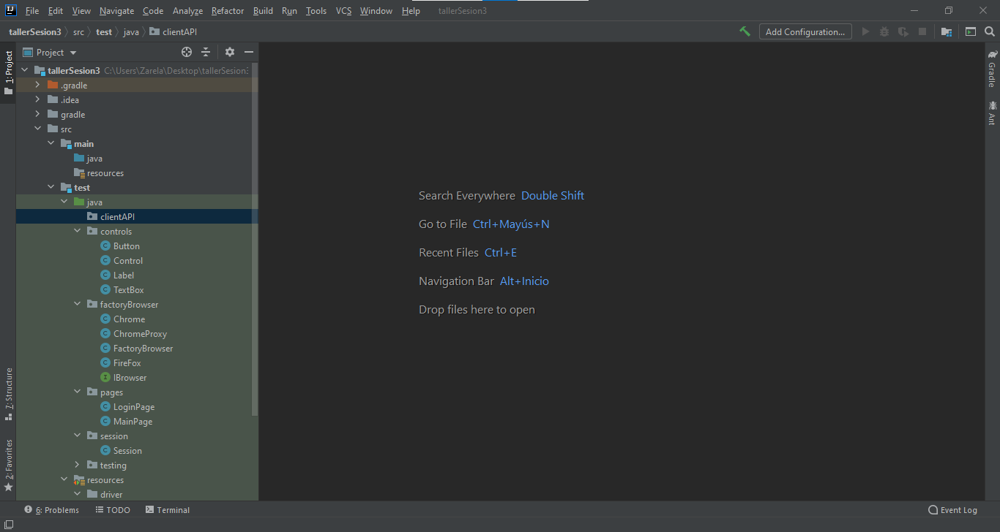 IJ File Edit View Navigate Code Analyze Refactor Build Run Tools VCS Window Help tallerSesion3
tallerSesion3 src test java clientAPI Add Configuration...
1: Project
Project
tallerSesion3 C:\Users\Zarela\Desktop\tallerSesion3
.gradle
.idea
gradle
src
main
java
resources
test
java
clientAPI
controls
C Button
C Control
C Label
C TextBox
factoryBrowser
C Chrome
C ChromeProxy
C FactoryBrowser
C FireFox
I IBrowser
pages
C LoginPage
C MainPage
session
C Session
testing
resources
driver
7: Structure
2: Favorites
Search Everywhere Double Shift
Go to File Ctrl+Mayús+N
Recent Files Ctrl+E
Navigation Bar Alt+Inicio
Drop files here to open
Gradle
Ant
6: Problems TODO Terminal Event Log